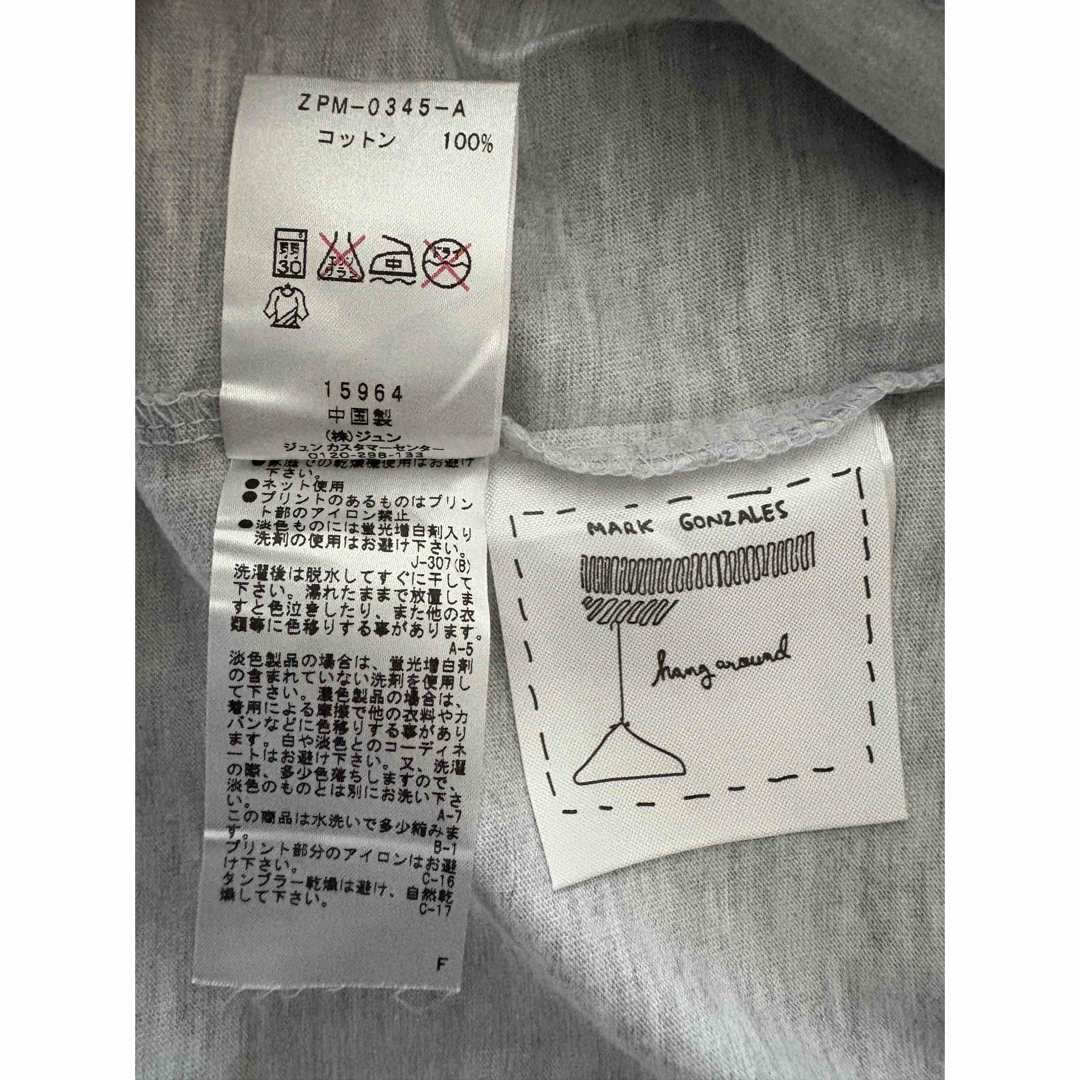 ZPM-0345-A
コットン 100%
弱
30
エンソ
サラシ
中
ドライ
15964
中国製
(株)ジュン
ジュン カスタマーセンター
0120-298-133
●家庭での乾燥機使用はお避け
下さい。
●ネット使用
●プリントのあるものはプリン
ト部のアイロン禁止
●淡色ものには蛍光増白剤入り
洗剤の使用はお避け下さい。
J-307(B)
洗濯後は脱水してすぐに干して
下さい。濡れたままで放置しま
すと色泣きしたり、また他の衣
類等に色移りする事があります。
A-5
淡色製品の場合は、蛍光増白剤
の含まれていない洗剤を使用し
て下さい。濃色製品の場合は、
着用による摩擦で他の衣料やカ
バンなどに色移りする事があり
ます。白や淡色とのコーディネ
ートはお避け下さい。又、洗濯
の際、多少色落ちしますので、
淡色のものとは別にお洗い下さ
い。
A-7
この商品は水洗いで多少縮みま
す。
B-1
プリント部分のアイロンはお避
け下さい。
C-16
タンブラー乾燥は避け、自然乾
燥して下さい。
C-17
F
MARK GONZALES
hang around